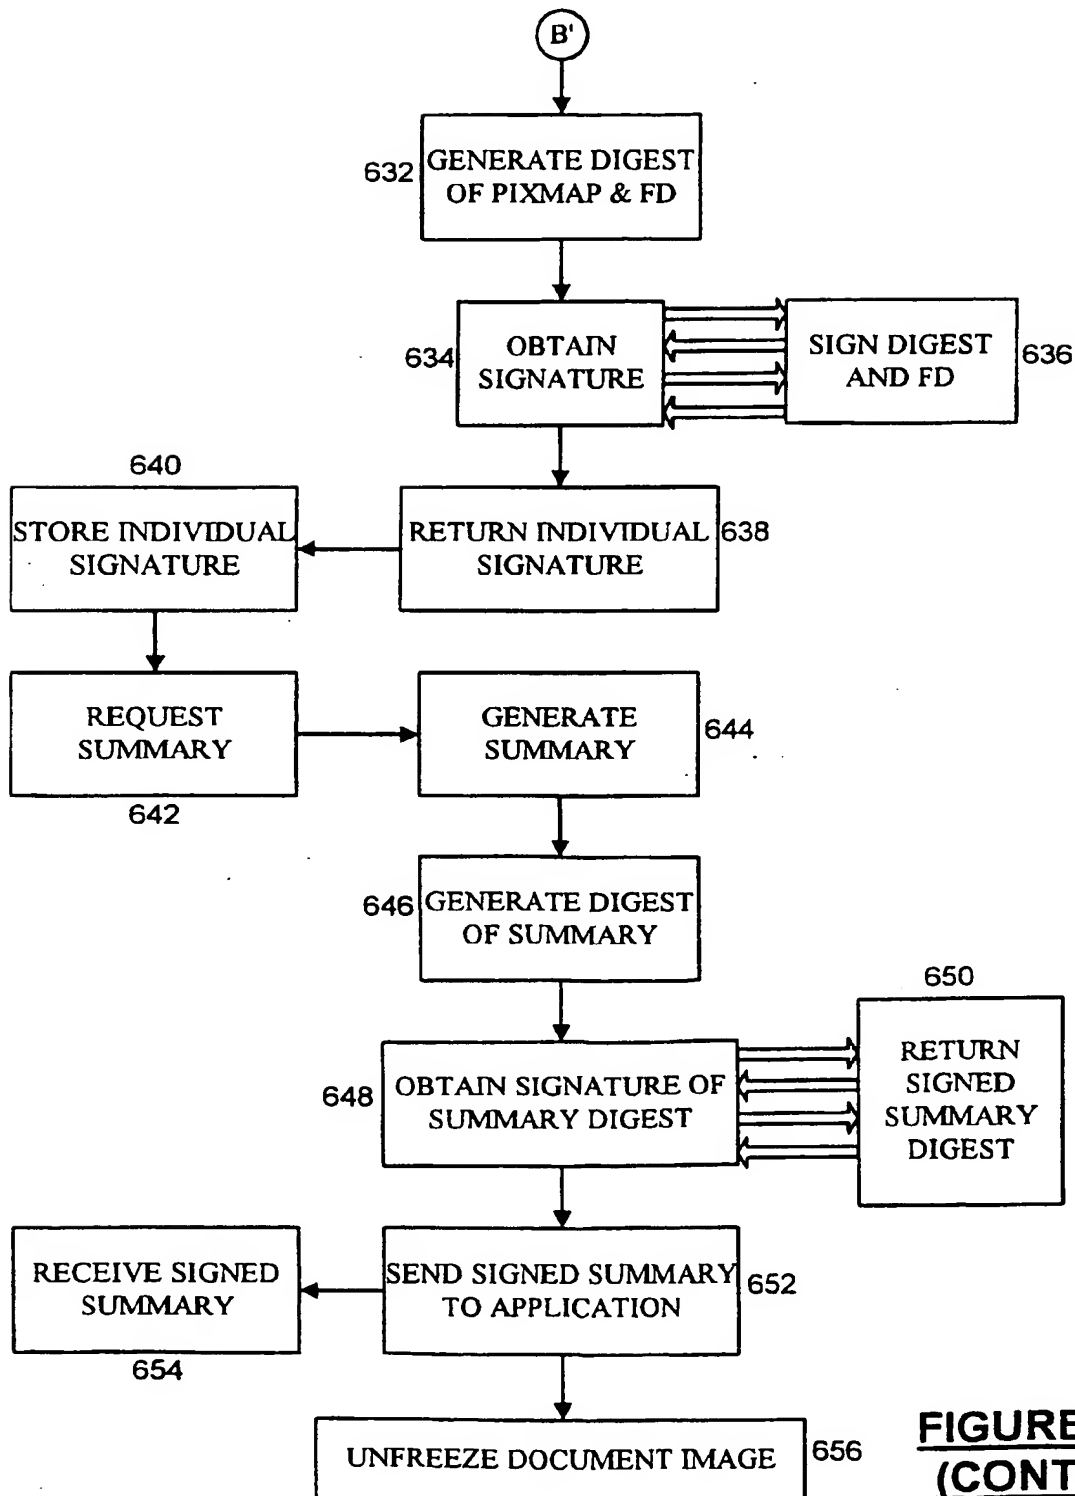 B'
632
GENERATE DIGEST
OF PIXMAP & FD
634
OBTAIN
SIGNATURE
SIGN DIGEST
AND FD
636
640
STORE INDIVIDUAL
SIGNATURE
RETURN INDIVIDUAL
SIGNATURE
638
REQUEST
SUMMARY
642
GENERATE
SUMMARY
644
646
GENERATE DIGEST
OF SUMMARY
648
OBTAIN SIGNATURE OF
SUMMARY DIGEST
650
RETURN
SIGNED
SUMMARY
DIGEST
RECEIVE SIGNED
SUMMARY
654
SEND SIGNED SUMMARY
TO APPLICATION
652
UNFREEZE DOCUMENT IMAGE
656
FIGURE
(CONT